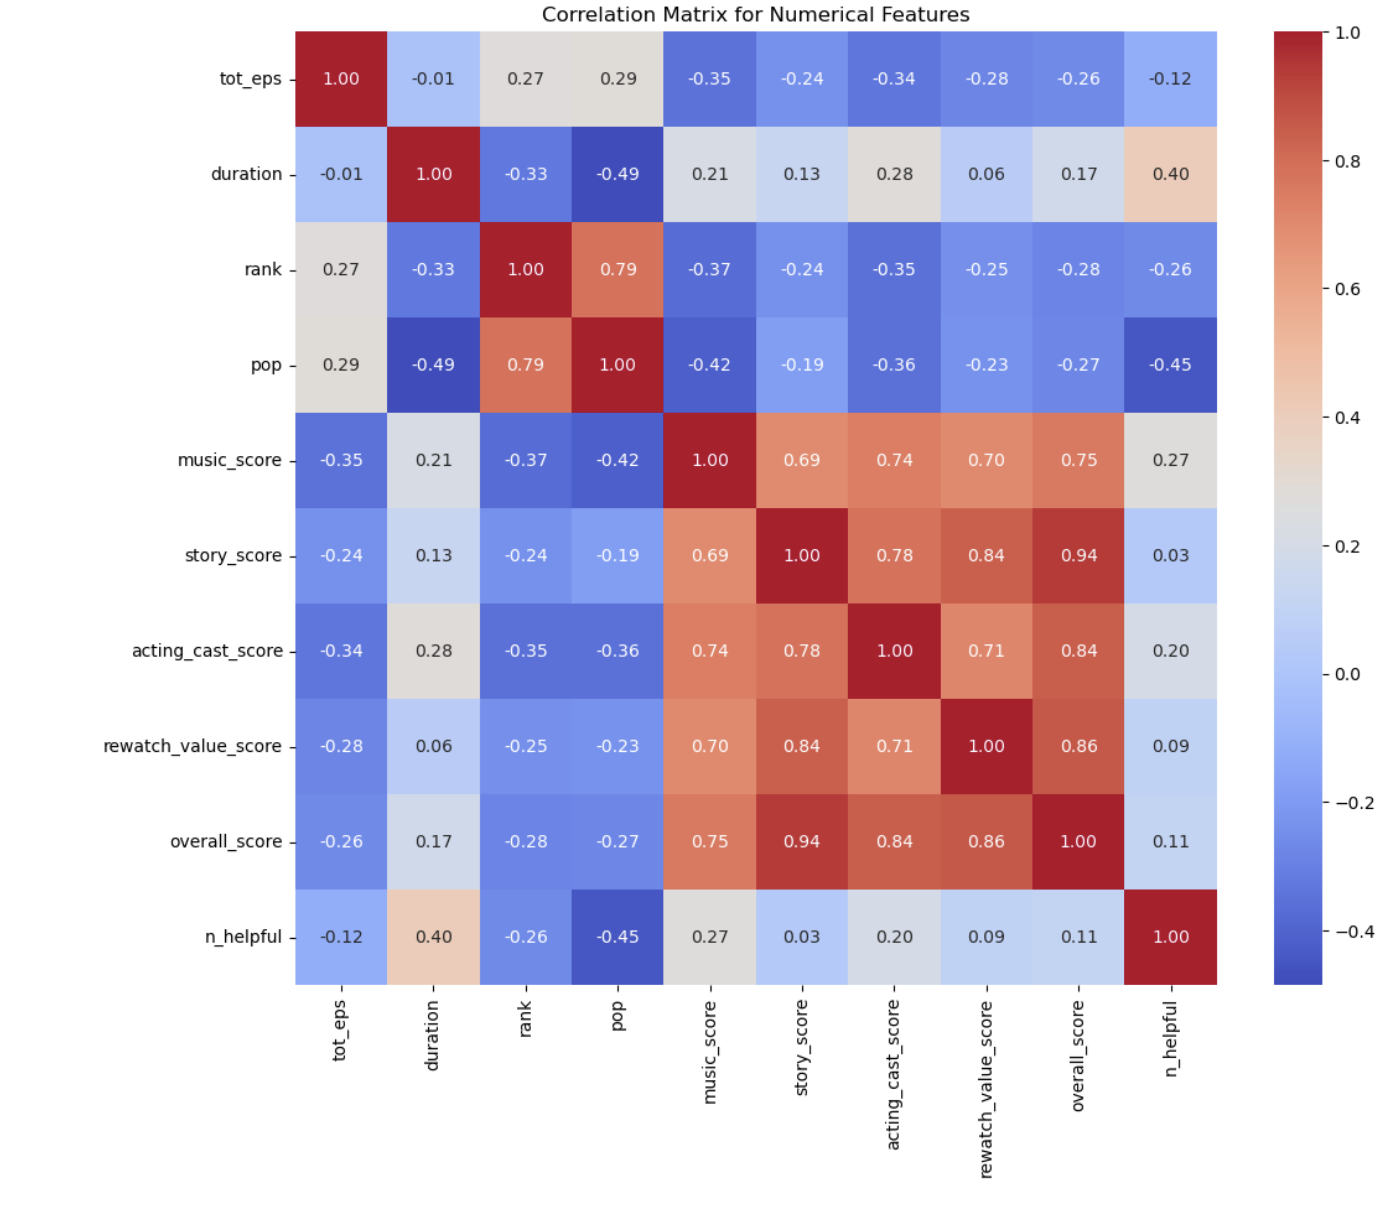 Correlation Matrix for Numerical Features
tot_eps 1.00 -0.01 0.27 0.29 -0.35 -0.24 -0.34 -0.28 -0.26 -0.12
duration -0.01 1.00 -0.33 -0.49 0.21 0.13 0.28 0.06 0.17 0.40
rank 0.27 -0.33 1.00 0.79 -0.37 -0.24 -0.35 -0.25 -0.28 -0.26
pop 0.29 -0.49 0.79 1.00 -0.42 -0.19 -0.36 -0.23 -0.27 -0.45
music_score -0.35 0.21 -0.37 -0.42 1.00 0.69 0.74 0.70 0.75 0.27
story_score -0.24 0.13 -0.24 -0.19 0.69 1.00 0.78 0.84 0.94 0.03
acting_cast_score -0.34 0.28 -0.35 -0.36 0.74 0.78 1.00 0.71 0.84 0.20
rewatch_value_score -0.28 0.06 -0.25 -0.23 0.70 0.84 0.71 1.00 0.86 0.09
overall_score -0.26 0.17 -0.28 -0.27 0.75 0.94 0.84 0.86 1.00 0.11
n_helpful -0.12 0.40 -0.26 -0.45 0.27 0.03 0.20 0.09 0.11 1.00
tot_eps
duration
rank
pop
music_score
story_score
acting_cast_score
rewatch_value_score
overall_score
n_helpful
1.0
0.8
0.6
0.4
0.2
0.0
−0.2
−0.4